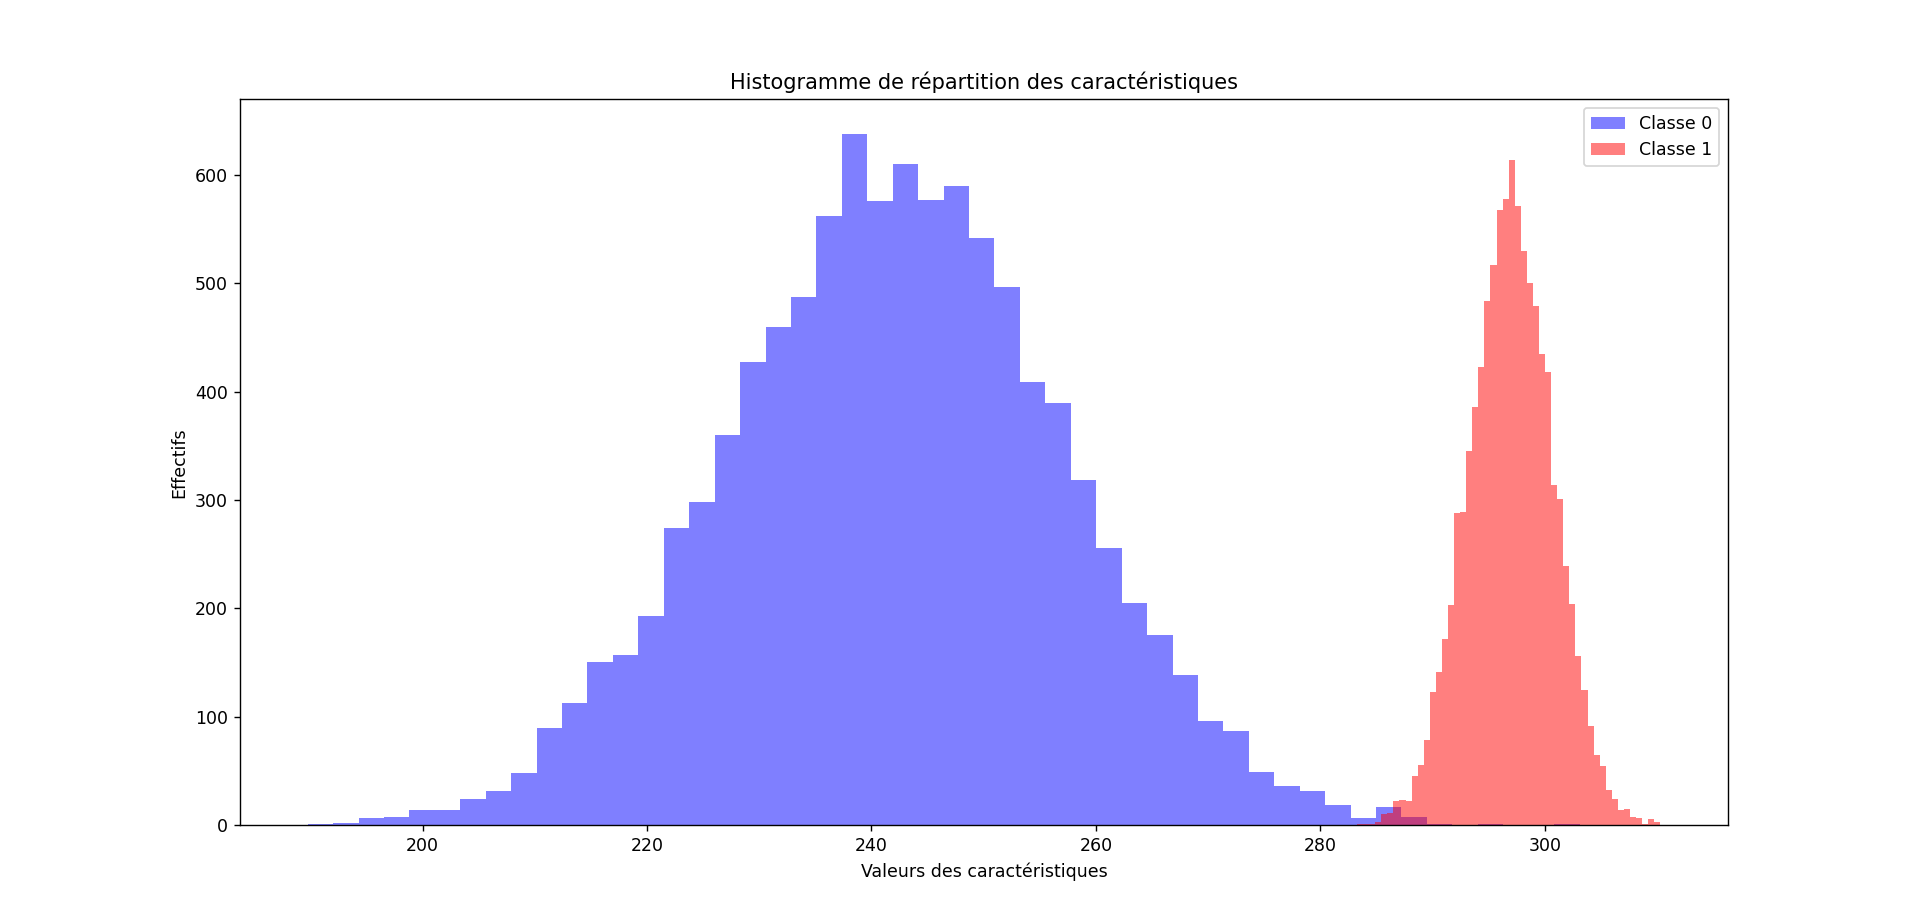 Histogramme de répartition des caractéristiques
Classe 0
Classe 1
600
500
400
300
200
100
0
Effectifs
200 220 240 260 280 300
Valeurs des caractéristiques